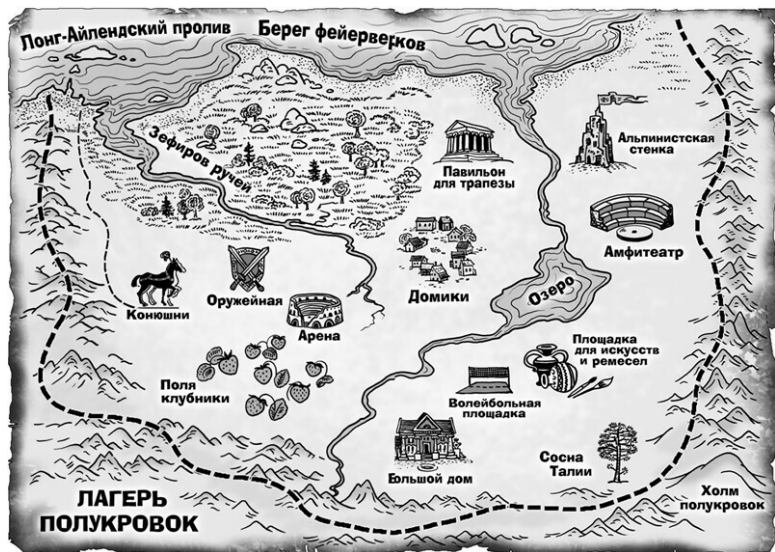 Лонг-Айлендский пролив
Берег фейерверков
Зефиров ручей
Павильон
для трапезы
Альпинистская
стенка
Амфитеатр
Конюшни
Оружейная
Арена
Домики
Озеро
Поля
клубники
Площадка
для искусств
и ремесел
Волейбольная
площадка
Большой дом
Сосна
Талии
Холм
полукровок
ЛАГЕРЬ
ПОЛУКРОВОК